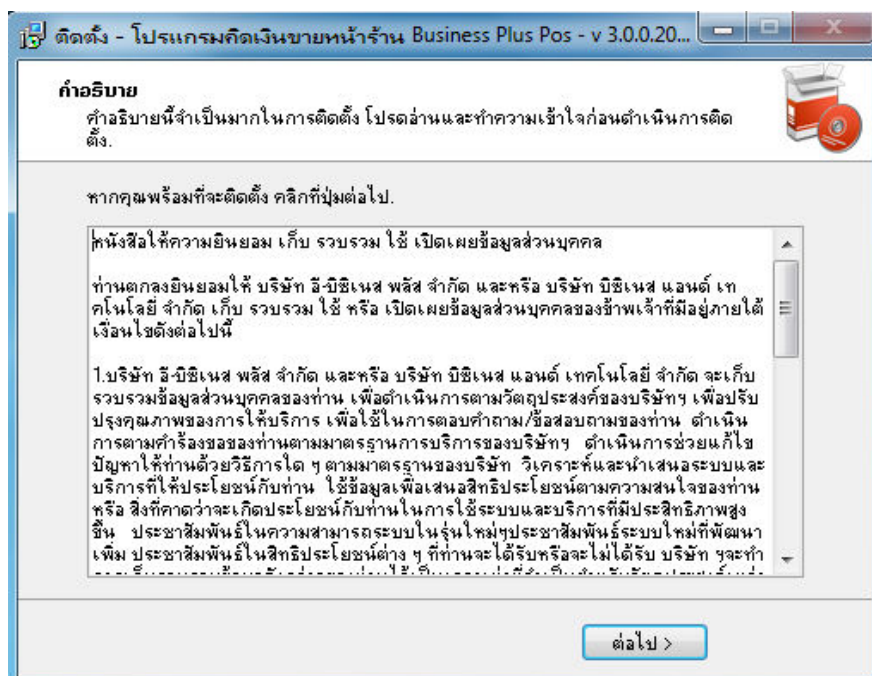 ติดตั้ง - โปรแกรมคิดเงินขายหน้าร้าน Business Plus Pos - v 3.0.0.20...
คำอธิบาย
คำอธิบายนี้จำเป็นมากในการติดตั้ง โปรดอ่านและทำความเข้าใจก่อนดำเนินการติด
ตั้ง.
หากคุณพร้อมที่จะติดตั้ง คลิกที่ปุ่มต่อไป.
หนังสือให้ความยินยอม เก็บ รวบรวม ใช้ เปิดเผยข้อมูลส่วนบุคคล
ท่านตกลงยินยอมให้ บริษัท อี-บิซิเนส พลัส จำกัด และหรือ บริษัท บิซิเนส แอนด์ เท
คโนโลยี่ จำกัด เก็บ รวบรวม ใช้ หรือ เปิดเผยข้อมูลส่วนบุคคลของข้าพเจ้าที่มีอยู่ภายใต้
เงื่อนไขดังต่อไปนี้
1.บริษัท อี-บิซิเนส พลัส จำกัด และหรือ บริษัท บิซิเนส แอนด์ เทคโนโลยี่ จำกัด จะเก็บ
รวบรวมข้อมูลส่วนบุคคลของท่าน เพื่อดำเนินการตามวัตถุประสงค์ของบริษัทฯ เพื่อปรับ
ปรุงคุณภาพของการให้บริการ เพื่อใช้ในการตอบคำถาม/ข้อสอบถามของท่าน ดำเนิน
การตามคำร้องขอของท่านตามมาตรฐานการบริการของบริษัทฯ ดำเนินการช่วยแก้ไข
ปัญหาให้ท่านด้วยวิธีการใด ๆ ตามมาตรฐานของบริษัท วิเคราะห์และนำเสนอระบบและ
บริการที่ให้ประโยชน์กับท่าน ใช้ข้อมูลเพื่อเสนอสิทธิประโยชน์ตามความสนใจของท่าน
หรือ สิ่งที่คาดว่าจะเกิดประโยชน์กับท่านในการใช้ระบบและบริการที่มีประสิทธิภาพสูง
ขึ้น ประชาสัมพันธ์ในความสามารถระบบในรุ่นใหม่ๆประชาสัมพันธ์ระบบใหม่ที่พัฒนา
เพิ่ม ประชาสัมพันธ์ในสิทธิประโยชน์ต่าง ๆ ที่ท่านจะได้รับหรือจะไม่ได้รับ บริษัท ฯจะทำ
ต่อไป >